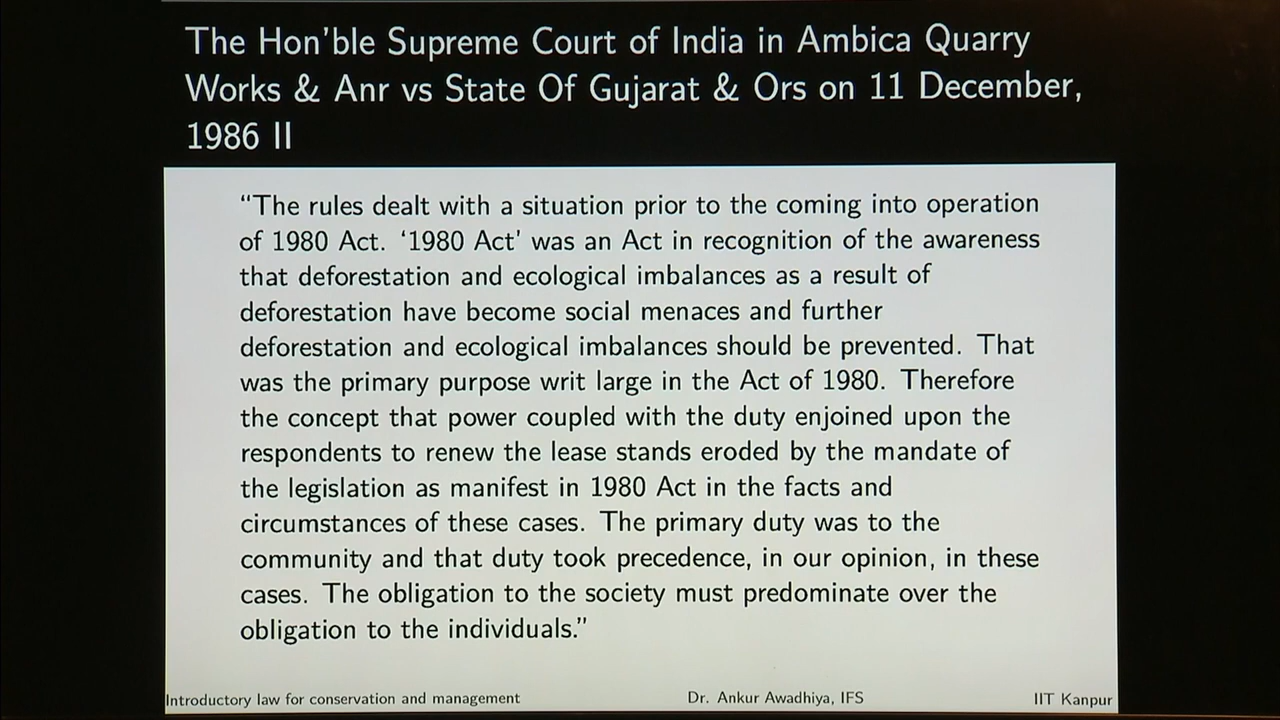 The Hon'ble Supreme Court of India in Ambica Quarry
Works & Anr vs State Of Gujarat & Ors on 11 December,
1986 II
“The rules dealt with a situation prior to the coming into operation
of 1980 Act. ‘1980 Act’ was an Act in recognition of the awareness
that deforestation and ecological imbalances as a result of
deforestation have become social menaces and further
deforestation and ecological imbalances should be prevented. That
was the primary purpose writ large in the Act of 1980. Therefore
the concept that power coupled with the duty enjoined upon the
respondents to renew the lease stands eroded by the mandate of
the legislation as manifest in 1980 Act in the facts and
circumstances of these cases. The primary duty was to the
community and that duty took precedence, in our opinion, in these
cases. The obligation to the society must predominate over the
obligation to the individuals.”
Introductory law for conservation and management Dr. Ankur Awadhiya, IFS IIT Kanpur